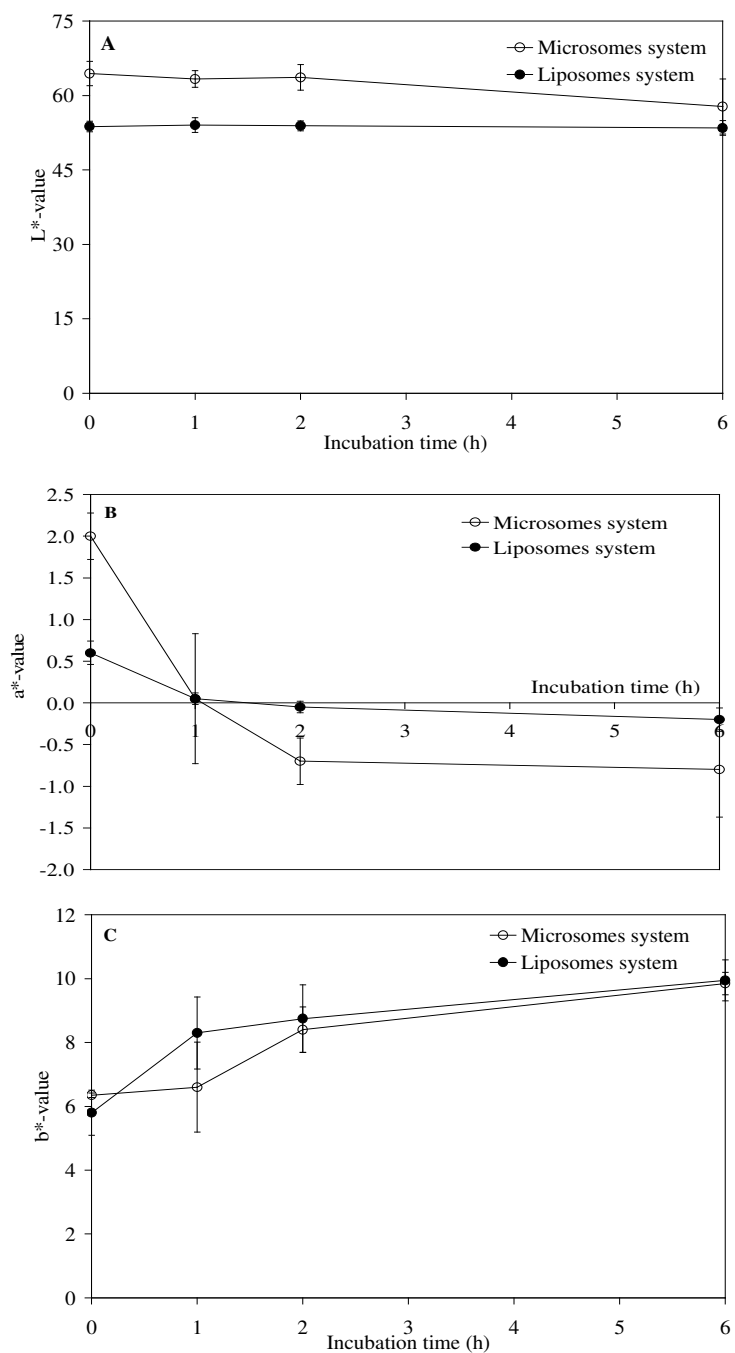 75
A
Microsomes system
Liposomes system
60
45
30
15
0
L*-value
0 1 2 3 4 5 6
Incubation time (h)
2.5
B
Microsomes system
Liposomes system
2.0
1.5
1.0
0.5
0.0
-0.5
-1.0
-1.5
-2.0
a*-value
Incubation time (h)
0 1 2 3 4 5 6
12
C
Microsomes system
Liposomes system
10
8
6
4
2
0
b*-value
0 1 2 3 4 5 6
Incubation time (h)